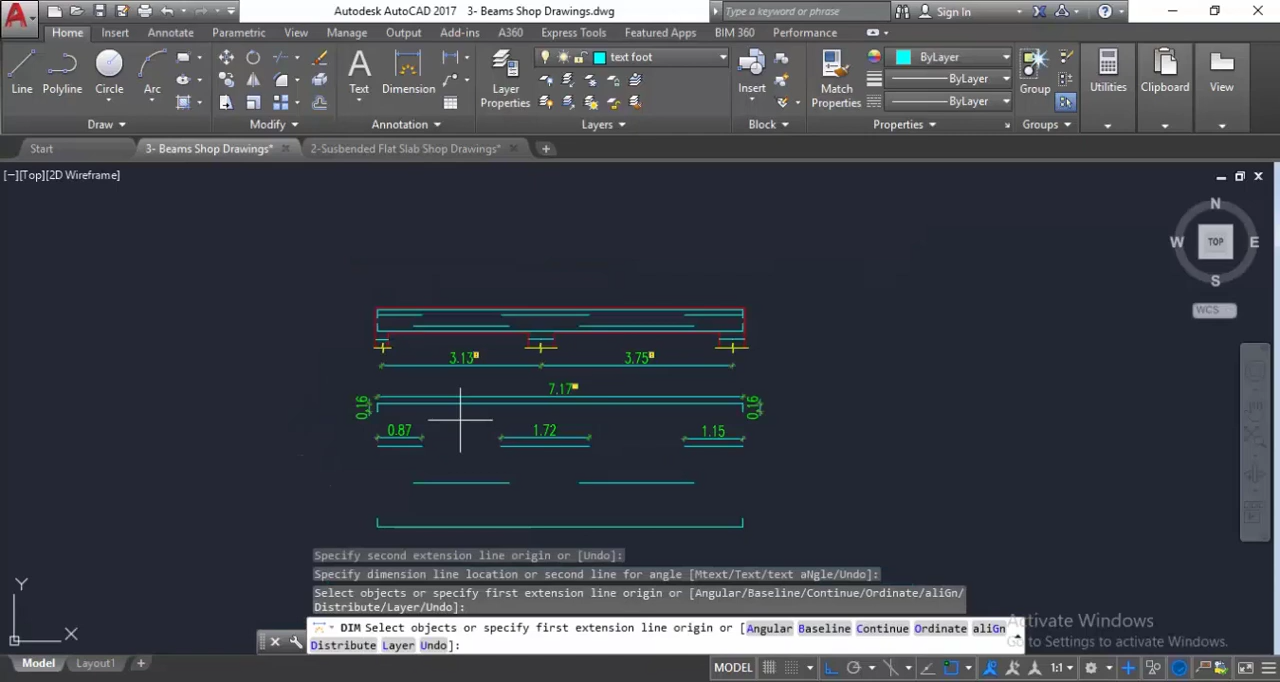 Autodesk AutoCAD 2017 3- Beams Shop Drawings.dwg
Type a keyword or phrase
Sign In
Home Insert Annotate Parametric View Manage Output Add-ins A360 Express Tools Featured Apps BIM 360 Performance
text foot
ByLayer
Line Polyline Circle Arc Text Dimension Layer Properties Insert Match Properties Group Utilities Clipboard View
ByLayer
ByLayer
Draw Modify Annotation Layers Block Properties Groups
Start 3- Beams Shop Drawings* 2-Susbended Flat Slab Shop Drawings*
[−][Top][2D Wireframe]
N
W TOP E
S
WCS
3.13 3.75
7.17
0.16 0.16
0.87 1.72 1.15
Specify second extension line origin or [Undo]:
Specify dimension line location or second line for angle [Mtext/Text/text aNgle/Undo]:
Select objects or specify first extension line origin or [Angular/Baseline/Continue/Ordinate/aliGn/
Distribute/Layer/Undo]:
DIM Select objects or specify first extension line origin or [Angular Baseline Continue Ordinate aliGn
Distribute Layer Undo]:
Activate Windows
Go to Settings to activate Windows.
Y
X
Model Layout1
MODEL 1:1